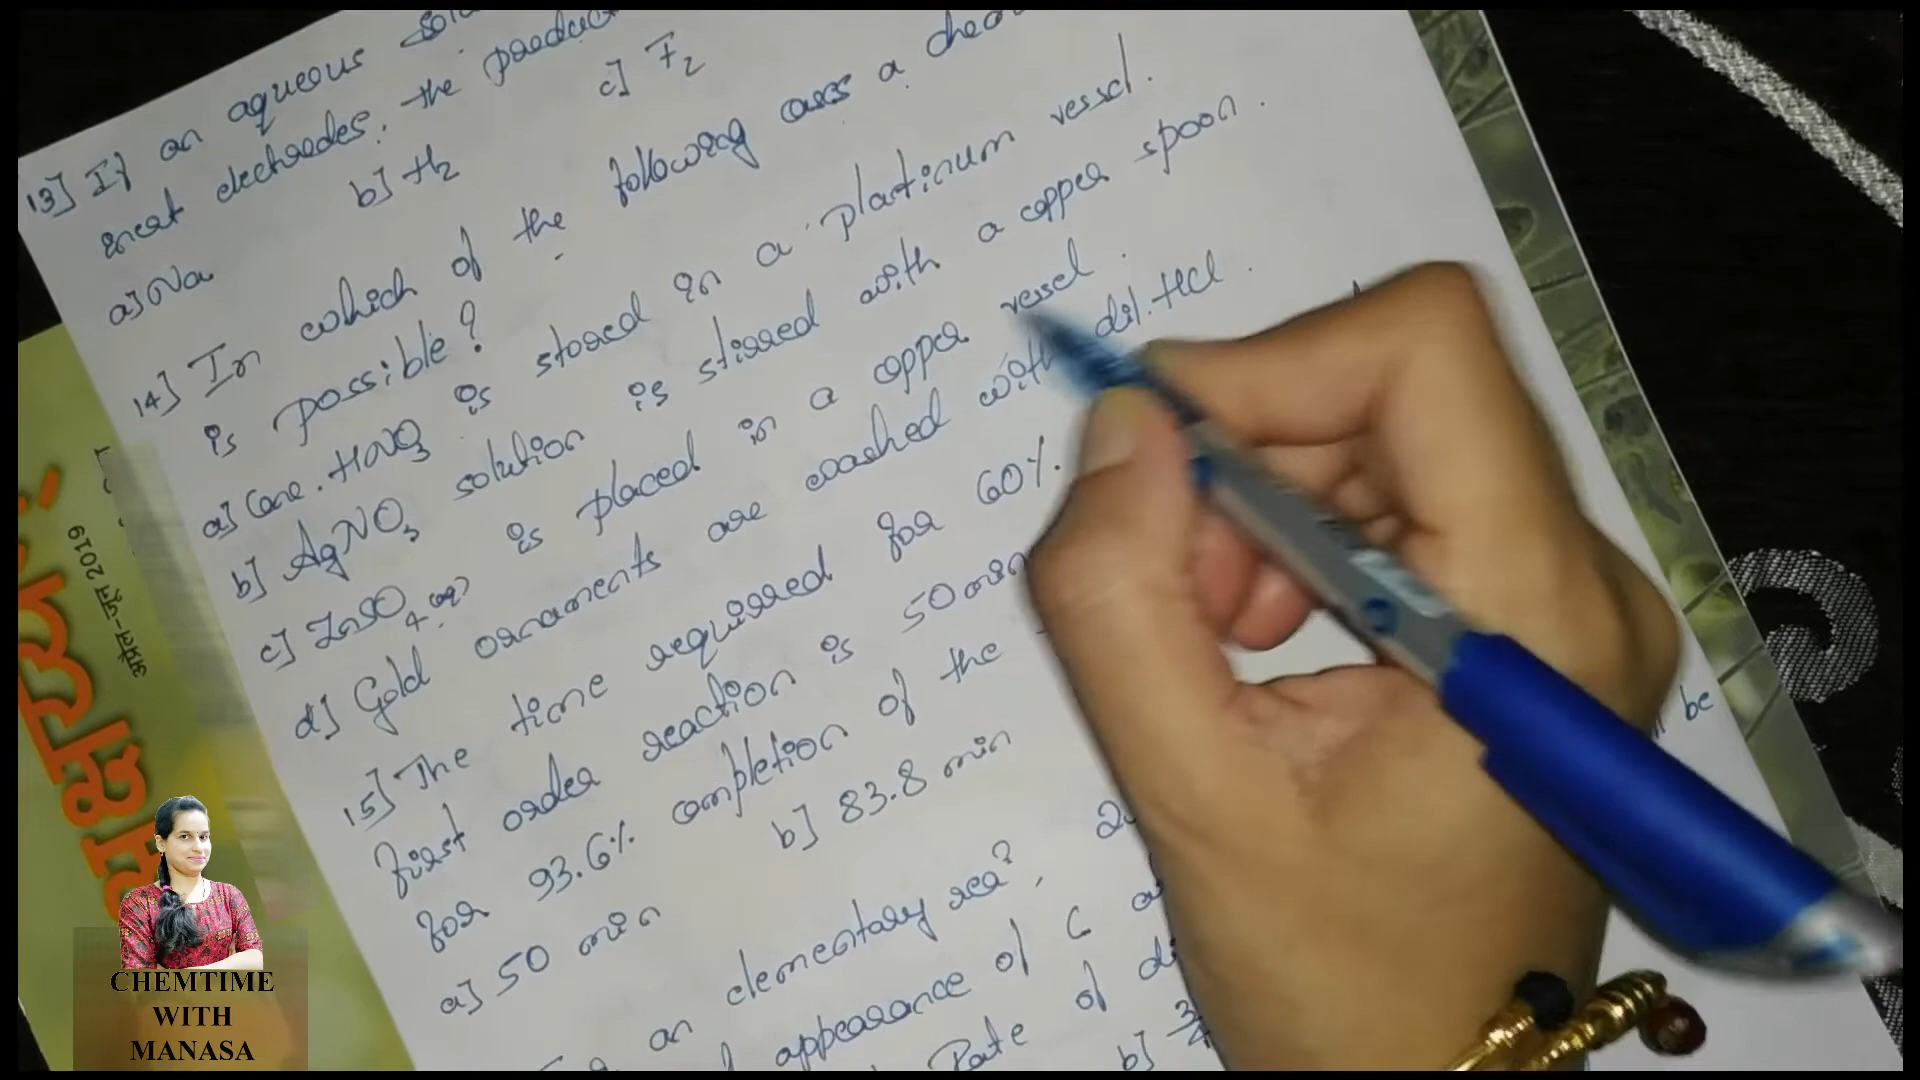 13] If an aqueous
inert electrodes. the product
a] Na b] H2 c] F2
14] In which of the following cases a
is possible?
a] Conc. HNO3 is stored in a platinum vessel.
b] AgNO3 solution is stirred with a copper spoon.
c] ZnSO4 (aq) is placed in a copper vessel.
d] Gold ornaments are washed with dil. HCl.
15] The time required for 60%
first order reaction is 50 min
for 93.6% completion of the
a] 50 min b] 83.8 min
be
an elementary
appearance of C
Rate of
b] 3/
अप्रैल-जून 2019
CHEMTIME
WITH
MANASA